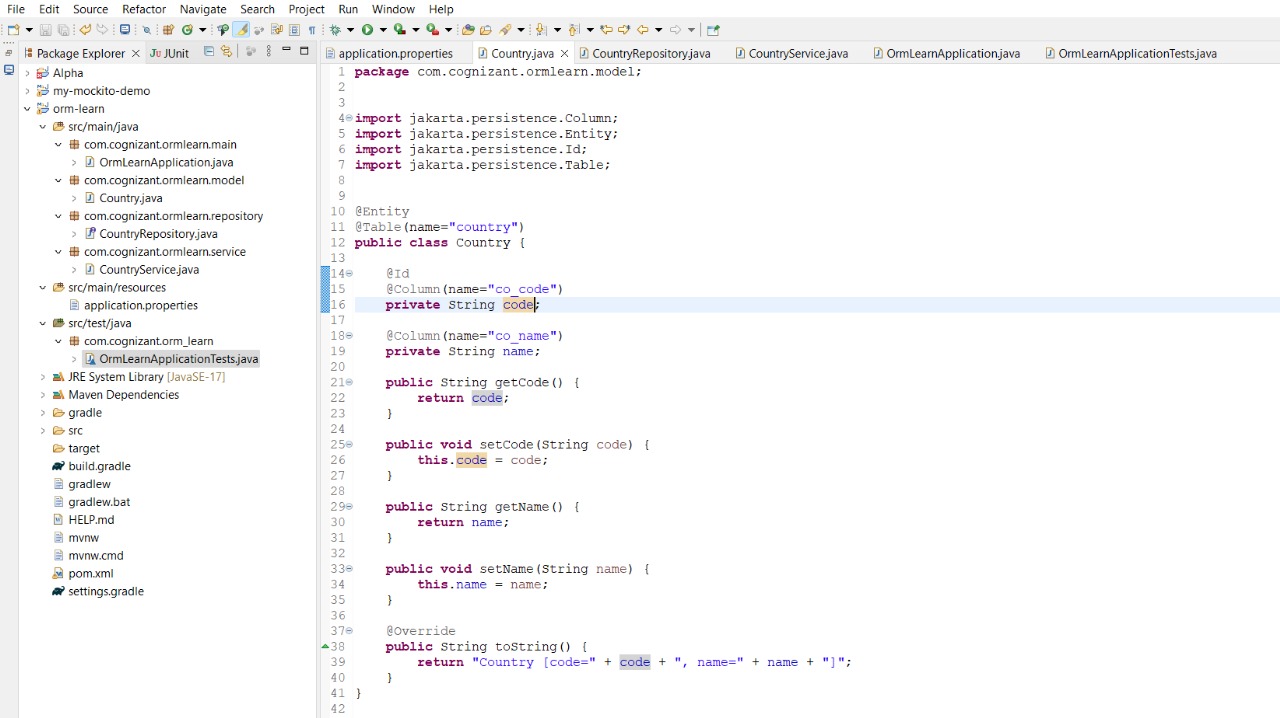 File Edit Source Refactor Navigate Search Project Run Window Help
Package Explorer JUnit
application.properties Country.java CountryRepository.java CountryService.java OrmLearnApplication.java OrmLearnApplicationTests.java
Alpha
my-mockito-demo
orm-learn
src/main/java
com.cognizant.ormlearn.main
OrmLearnApplication.java
com.cognizant.ormlearn.model
Country.java
com.cognizant.ormlearn.repository
CountryRepository.java
com.cognizant.ormlearn.service
CountryService.java
src/main/resources
application.properties
src/test/java
com.cognizant.orm_learn
OrmLearnApplicationTests.java
JRE System Library [JavaSE-17]
Maven Dependencies
gradle
src
target
build.gradle
gradlew
gradlew.bat
HELP.md
mvnw
mvnw.cmd
pom.xml
settings.gradle
1 package com.cognizant.ormlearn.model;
2
3
4 import jakarta.persistence.Column;
5 import jakarta.persistence.Entity;
6 import jakarta.persistence.Id;
7 import jakarta.persistence.Table;
8
9
10 @Entity
11 @Table(name="country")
12 public class Country {
13
14 @Id
15 @Column(name="co_code")
16 private String code;
17
18 @Column(name="co_name")
19 private String name;
20
21 public String getCode() {
22 return code;
23 }
24
25 public void setCode(String code) {
26 this.code = code;
27 }
28
29 public String getName() {
30 return name;
31 }
32
33 public void setName(String name) {
34 this.name = name;
35 }
36
37 @Override
38 public String toString() {
39 return "Country [code=" + code + ", name=" + name + "]";
40 }
41 }
42